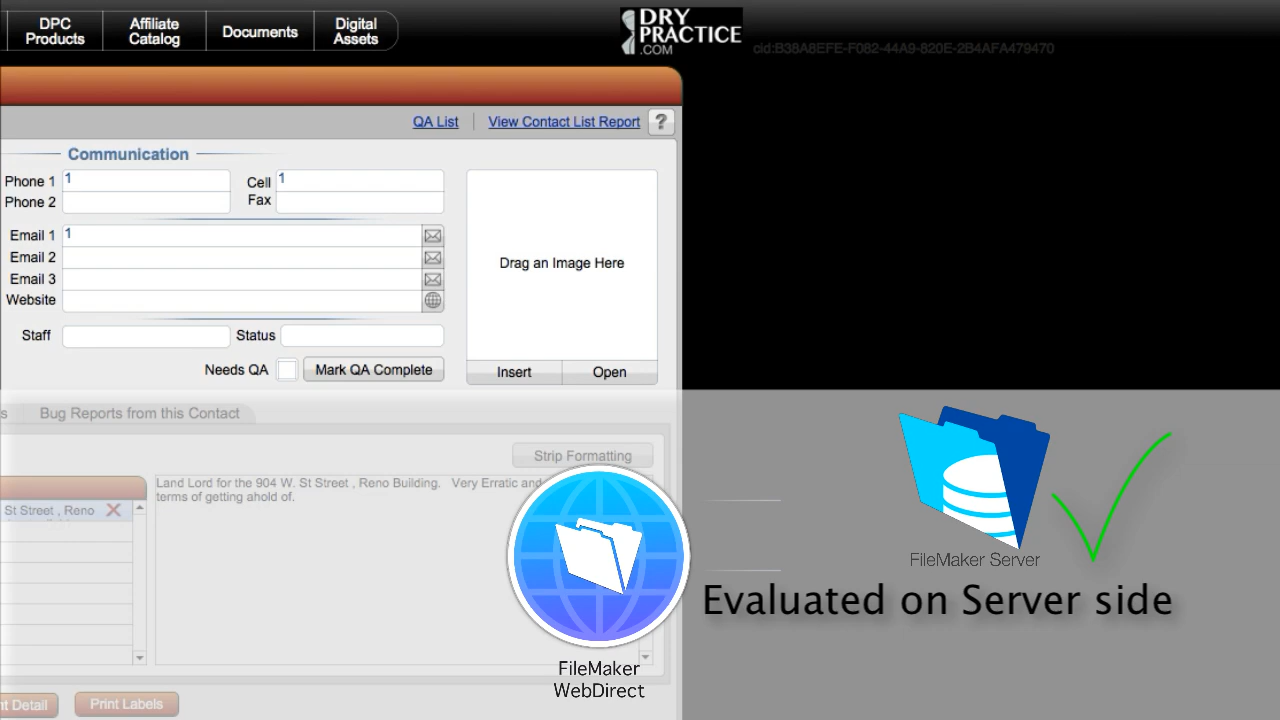 DPC
Products
Affiliate
Catalog
Documents
Digital
Assets
DRY
PRACTICE
.COM
cid:B38A8EFE-F082-44A9-820E-2B4AFA479470
QA List
View Contact List Report
?
Communication
Phone 1 1
Cell 1
Phone 2
Fax
Email 1 1
Email 2
Email 3
Website
Drag an Image Here
Staff
Status
Needs QA
Mark QA Complete
Insert
Open
s
Bug Reports from this Contact
Strip Formatting
Land Lord for the 904 W. St Street , Reno Building. Very Erratic and
terms of getting ahold of.
St Street , Reno
FileMaker Server
Evaluated on Server side
FileMaker
WebDirect
nt Detail
Print Labels